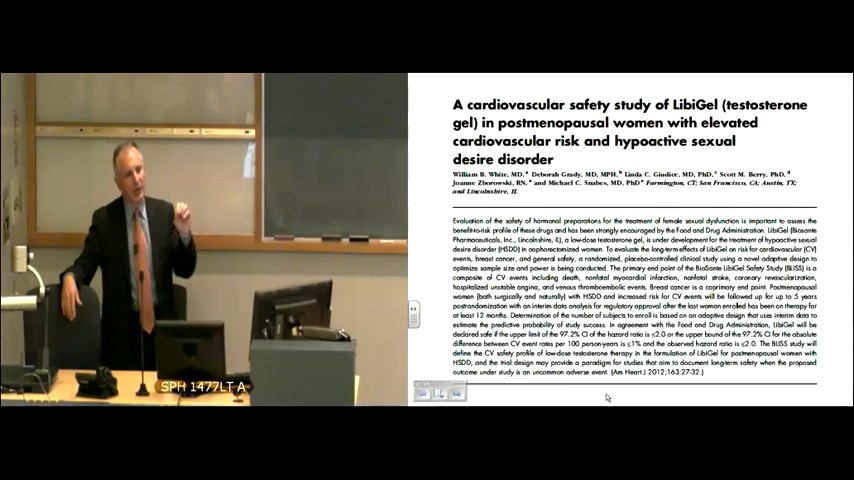 A cardiovascular safety study of LibiGel (testosterone
gel) in postmenopausal women with elevated
cardiovascular risk and hypoactive sexual
desire disorder
William B. White, MD,ᵃ Deborah Grady, MD, MPH,ᵇ Linda C. Giudice, MD, PhD,ᶜ Scott M. Berry, PhD,ᵈ
Joanne Zborowski, RN,ᵉ and Michael C. Snabes, MD, PhDᵉ Farmington, CT; San Francisco, CA; Austin, TX;
and Lincolnshire, IL
Evaluation of the safety of hormonal preparations for the treatment of female sexual dysfunction is important to assess the
benefit-to-risk profile of these drugs and has been strongly encouraged by the Food and Drug Administration. LibiGel (Biosante
Pharmaceuticals, Inc., Lincolnshire, IL), a low-dose testosterone gel, is under development for the treatment of hypoactive sexual
desire disorder (HSDD) in oophorectomized women. To evaluate the long-term effects of LibiGel on risk for cardiovascular (CV)
events, breast cancer, and general safety, a randomized, placebo-controlled clinical study using a novel adaptive design to
optimize sample size and power is being conducted. The primary end point of the BioSante LibiGel Safety Study (BLISS) is a
composite of CV events including death, nonfatal myocardial infarction, nonfatal stroke, coronary revascularization,
hospitalized unstable angina, and venous thromboembolic events. Breast cancer is a coprimary end point. Postmenopausal
women (both surgically and naturally) with HSDD and increased risk for CV events will be followed up for up to 5 years
postrandomization with an interim data analysis for regulatory approval after the last woman enrolled has been on therapy for
at least 12 months. Determination of the number of subjects to enroll is based on an adaptive design that uses interim data to
estimate the predictive probability of study success. In agreement with the Food and Drug Administration, LibiGel will be
declared safe if the upper limit of the 97.2% CI of the hazard ratio is ≤2.0 or the upper bound of the 97.2% CI for the absolute
difference between CV event rates per 100 person-years is ≤1% and the observed hazard ratio is ≤2.0. The BLISS study will
define the CV safety profile of low-dose testosterone therapy in the formulation of LibiGel for postmenopausal women with
HSDD, and the trial design may provide a paradigm for studies that aim to document long-term safety when the proposed
outcome under study is an uncommon adverse event. (Am Heart J 2012;163:27-32.)
SPH 1477LT A